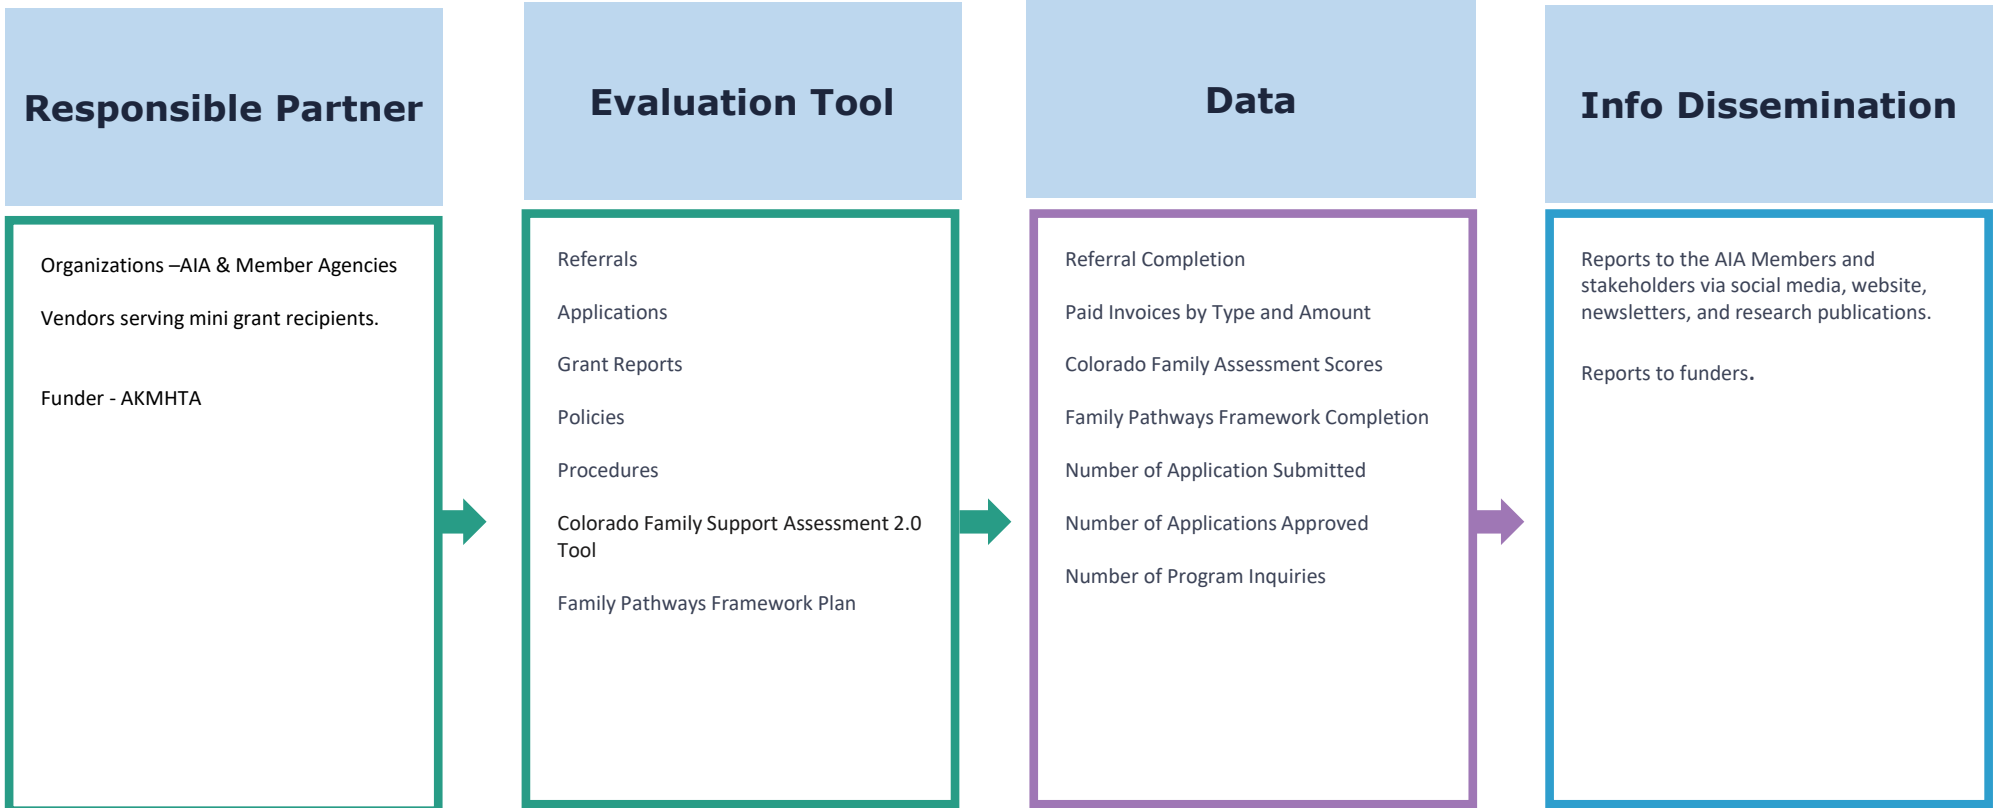 Responsible Partner
Organizations –AIA & Member Agencies
Vendors serving mini grant recipients.
Funder - AKMHTA
Evaluation Tool
Referrals
Applications
Grant Reports
Policies
Procedures
Colorado Family Support Assessment 2.0
Tool
Family Pathways Framework Plan
Data
Referral Completion
Paid Invoices by Type and Amount
Colorado Family Assessment Scores
Family Pathways Framework Completion
Number of Application Submitted
Number of Applications Approved
Number of Program Inquiries
Info Dissemination
Reports to the AIA Members and
stakeholders via social media, website,
newsletters, and research publications.
Reports to funders.